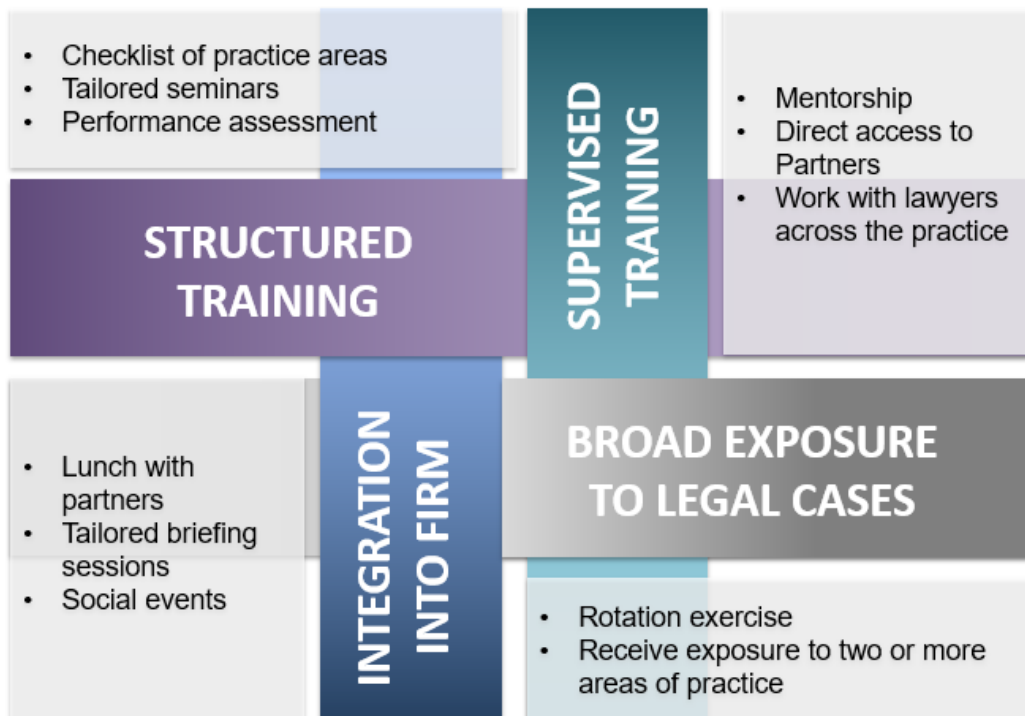 • Checklist of practice areas
• Tailored seminars
• Performance assessment
STRUCTURED
TRAINING
SUPERVISED
TRAINING
• Mentorship
• Direct access to
Partners
• Work with lawyers
across the practice
• Lunch with
partners
• Tailored briefing
sessions
• Social events
INTEGRATION
INTO FIRM
BROAD EXPOSURE
TO LEGAL CASES
• Rotation exercise
• Receive exposure to two or more
areas of practice